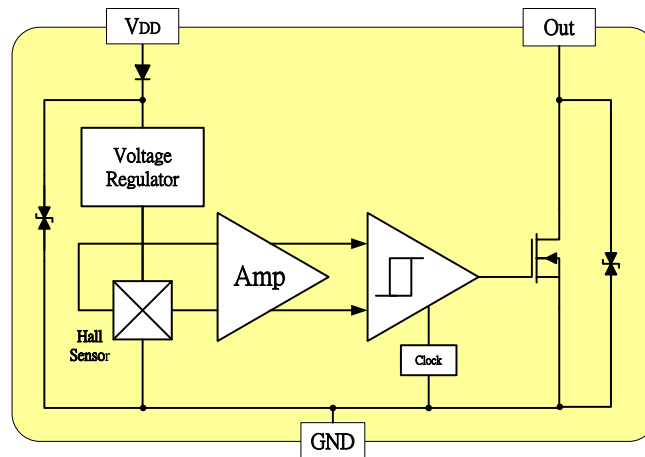 VDD
Out
Voltage
Regulator
Amp
Hall
Sensor
Clock
GND